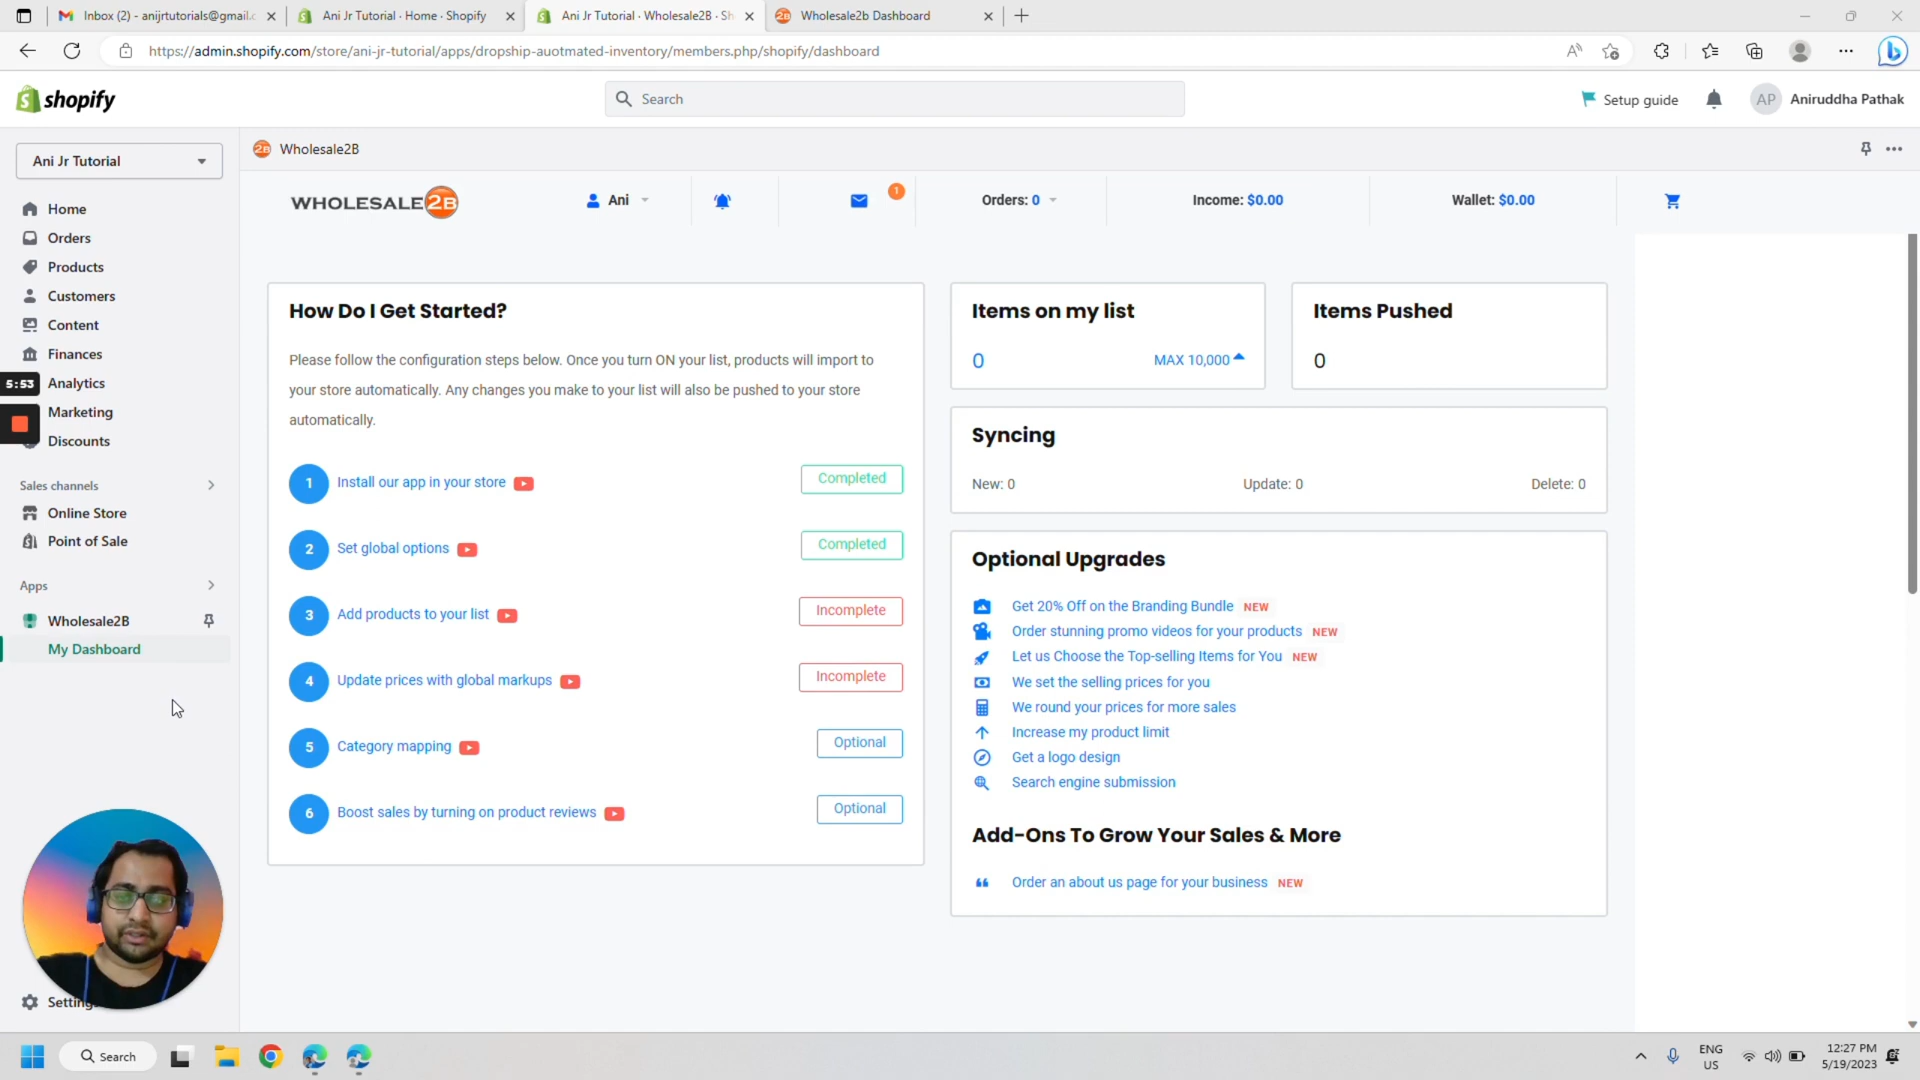 Inbox (2) - anijrtutorials@gmail.c
Ani Jr Tutorial · Home · Shopify
Ani Jr Tutorial · Wholesale2B · Sh
Wholesale2b Dashboard
https://admin.shopify.com/store/ani-jr-tutorial/apps/dropship-auotmated-inventory/members.php/shopify/dashboard
shopify
Search
Setup guide
AP
Aniruddha Pathak
Ani Jr Tutorial
Wholesale2B
Home
Orders
Products
Customers
Content
Finances
5:53
Analytics
Marketing
Discounts
Sales channels
Online Store
Point of Sale
Apps
Wholesale2B
My Dashboard
WHOLESALE2B
Ani
1
Orders: 0
Income: $0.00
Wallet: $0.00
How Do I Get Started?
Please follow the configuration steps below. Once you turn ON your list, products will import to
your store automatically. Any changes you make to your list will also be pushed to your store
automatically.
1 Install our app in your store Completed
2 Set global options Completed
3 Add products to your list Incomplete
4 Update prices with global markups Incomplete
5 Category mapping Optional
6 Boost sales by turning on product reviews Optional
Items on my list
0 MAX 10,000
Items Pushed
0
Syncing
New: 0 Update: 0 Delete: 0
Optional Upgrades
Get 20% Off on the Branding Bundle NEW
Order stunning promo videos for your products NEW
Let us Choose the Top-selling Items for You NEW
We set the selling prices for you
We round your prices for more sales
Increase my product limit
Get a logo design
Search engine submission
Add-Ons To Grow Your Sales & More
Order an about us page for your business NEW
Search
ENG
US
12:27 PM
5/19/2023